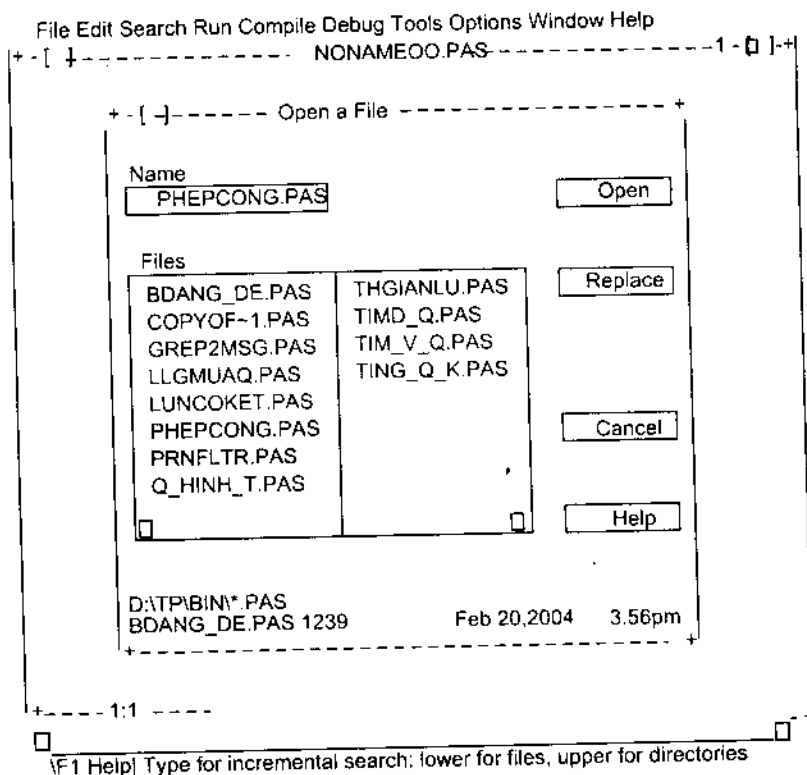 File Edit Search Run Compile Debug Tools Options Window Help
NONAMEOO.PAS 1
Open a File
Name
PHEPCONG.PAS
Open
Files
BDANG_DE.PAS THGIANLU.PAS
COPYOF~1.PAS TIMD_Q.PAS
GREP2MSG.PAS TIM_V_Q.PAS
LLGMUAQ.PAS TING_Q_K.PAS
LUNCOKET.PAS
PHEPCONG.PAS
PRNFLTR.PAS
Q_HINH_T.PAS
Replace
Cancel
Help
D:\TP\BIN\*.PAS
BDANG_DE.PAS 1239 Feb 20,2004 3.56pm
1:1
\F1 Help| Type for incremental search: lower for files, upper for directories